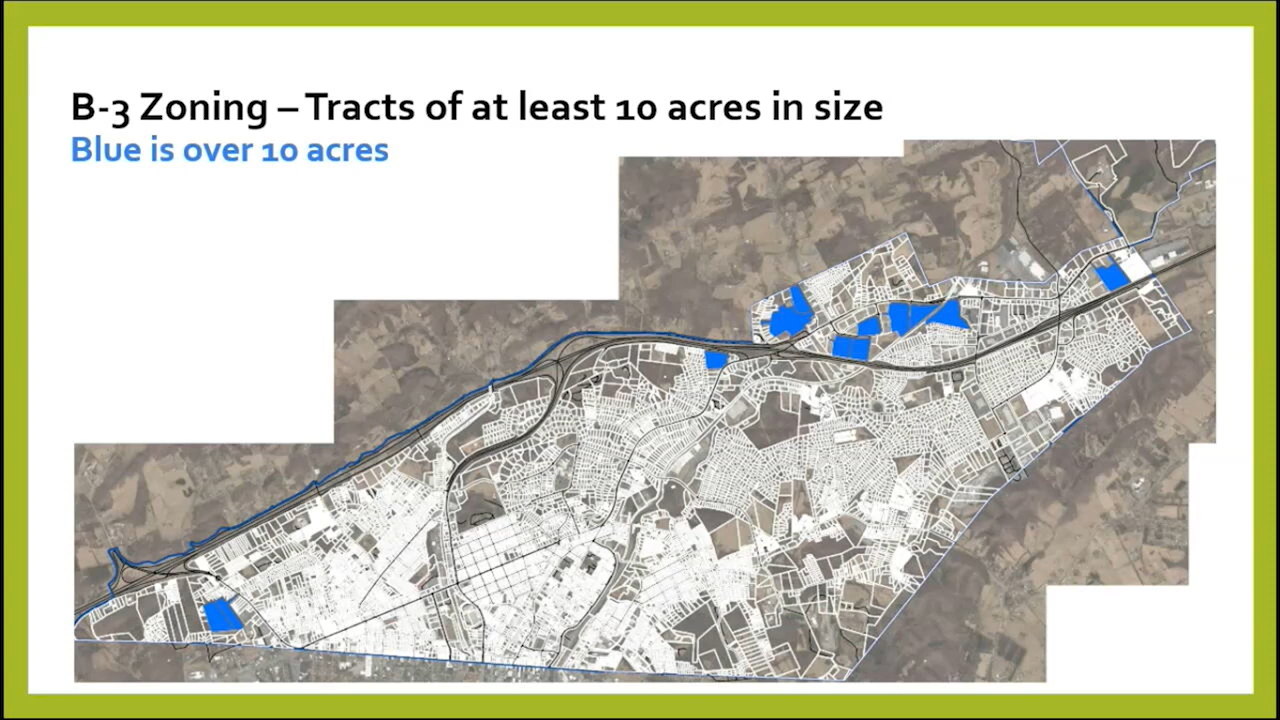 B-3 Zoning – Tracts of at least 10 acres in size
Blue is over 10 acres